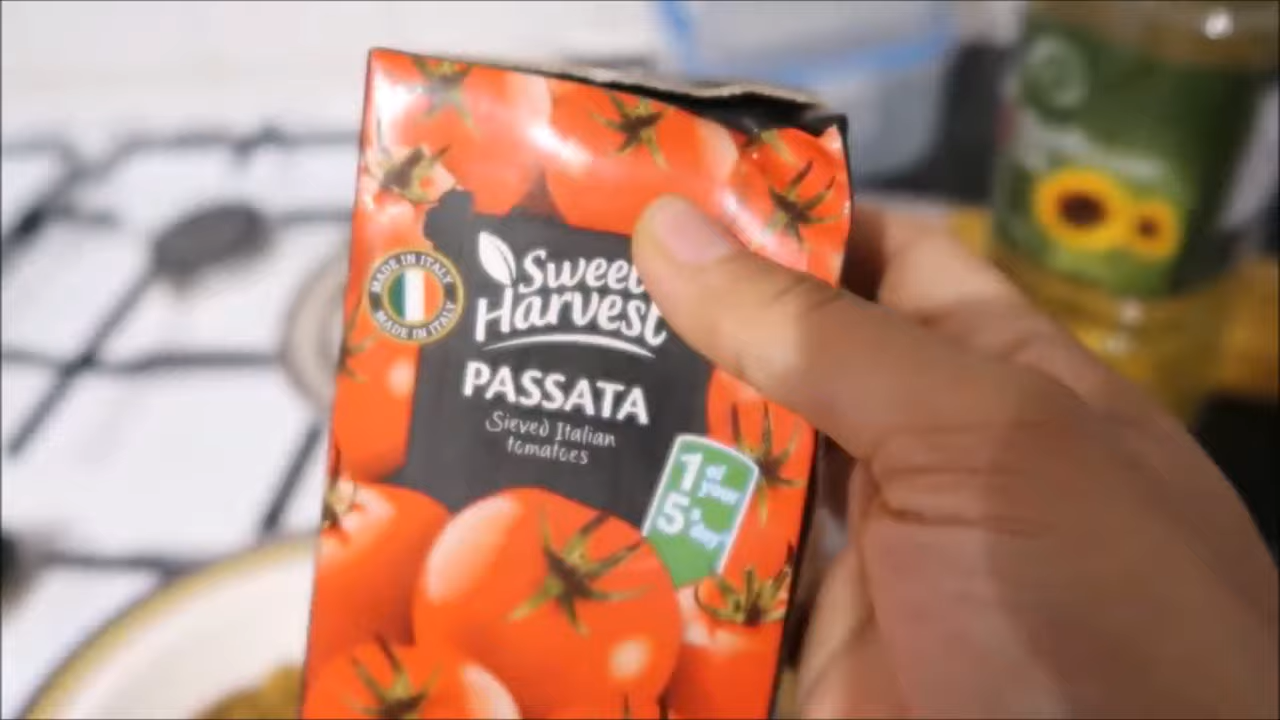 MADE IN ITALY
MADE IN ITALY
Sweet
Harvest
PASSATA
Sieved Italian
tomatoes
1 of
your
5 a
day